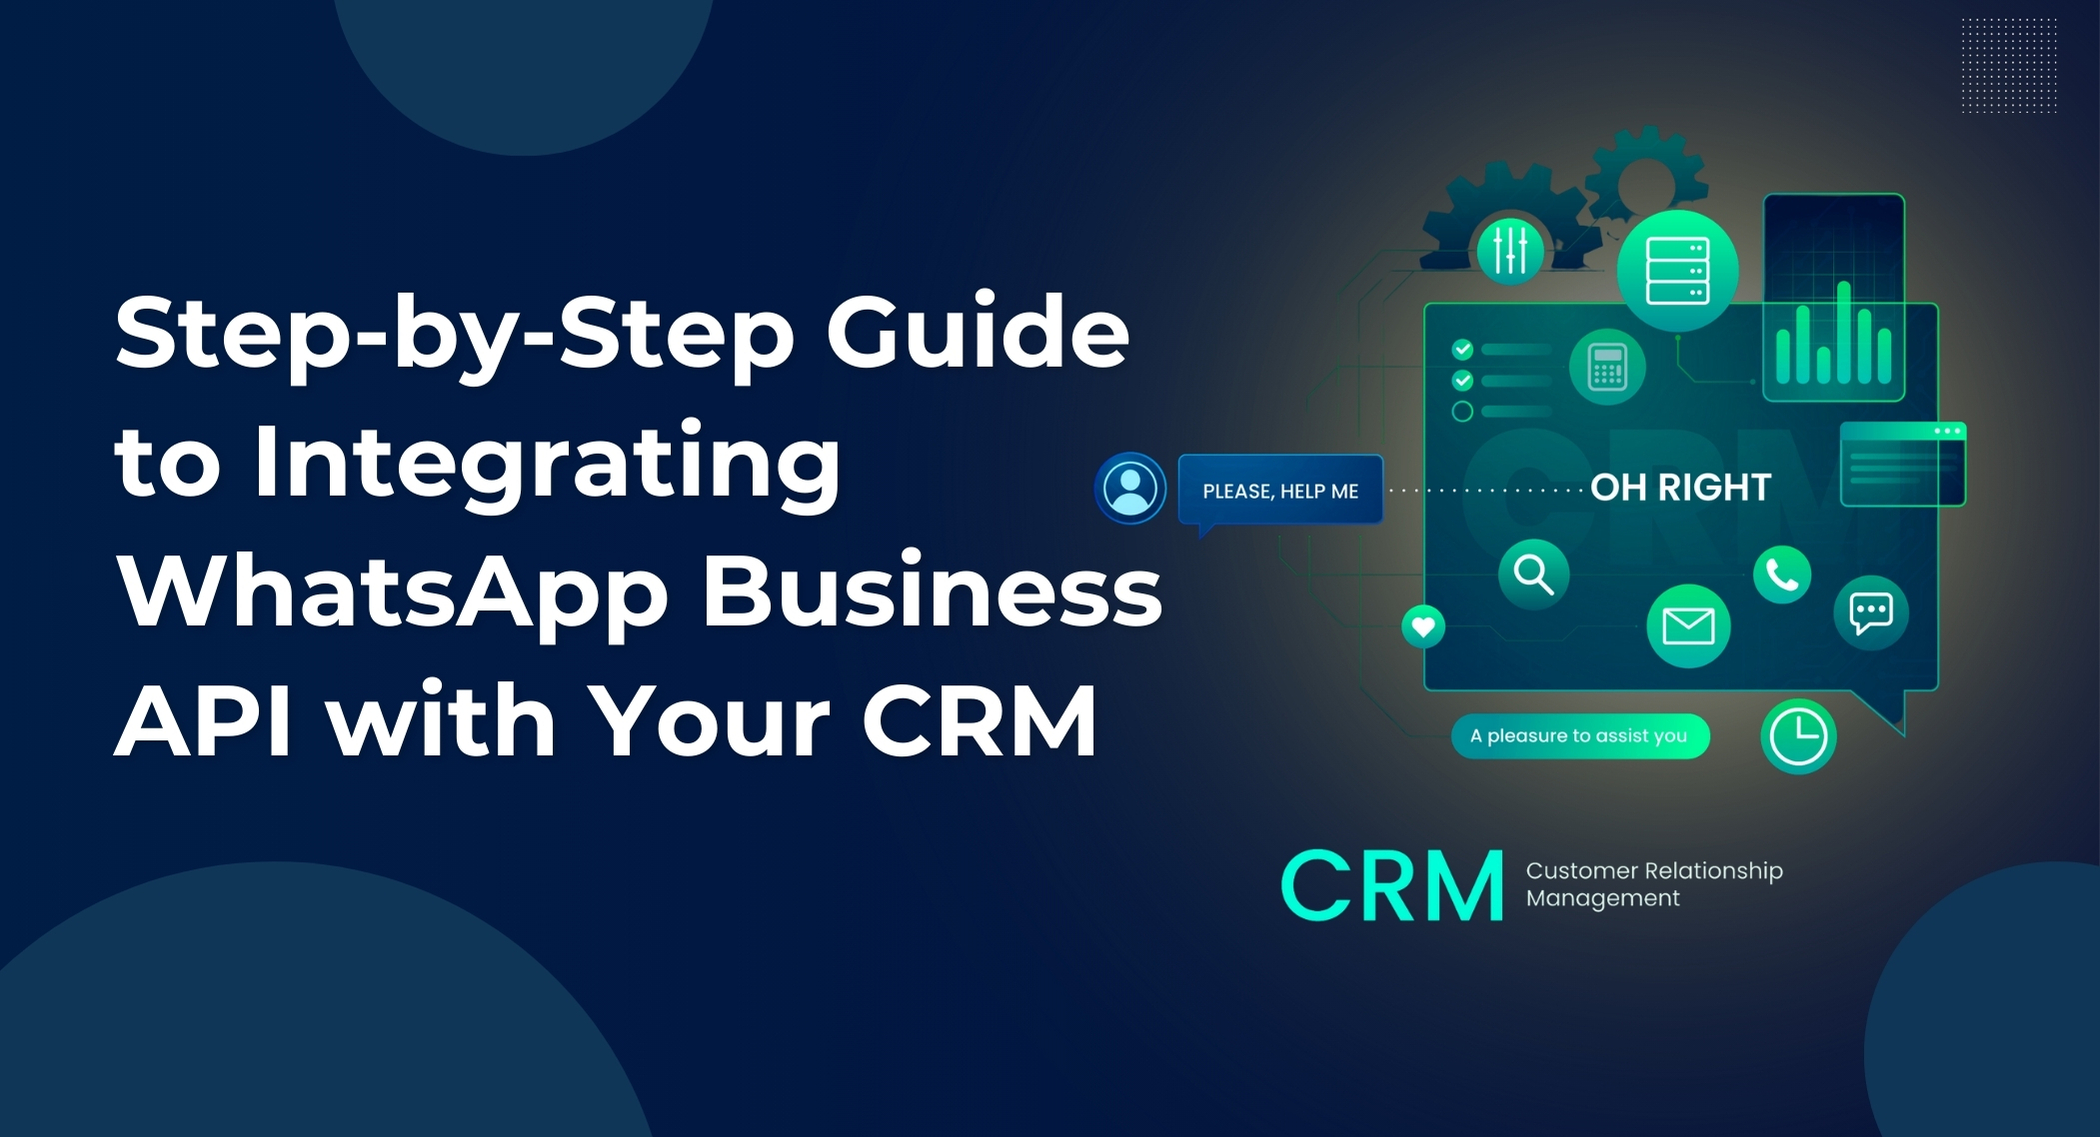 Step-by-Step Guide
to Integrating
WhatsApp Business
API with Your CRM
PLEASE, HELP ME
OH RIGHT
CRM
A pleasure to assist you
CRM
Customer Relationship
Management